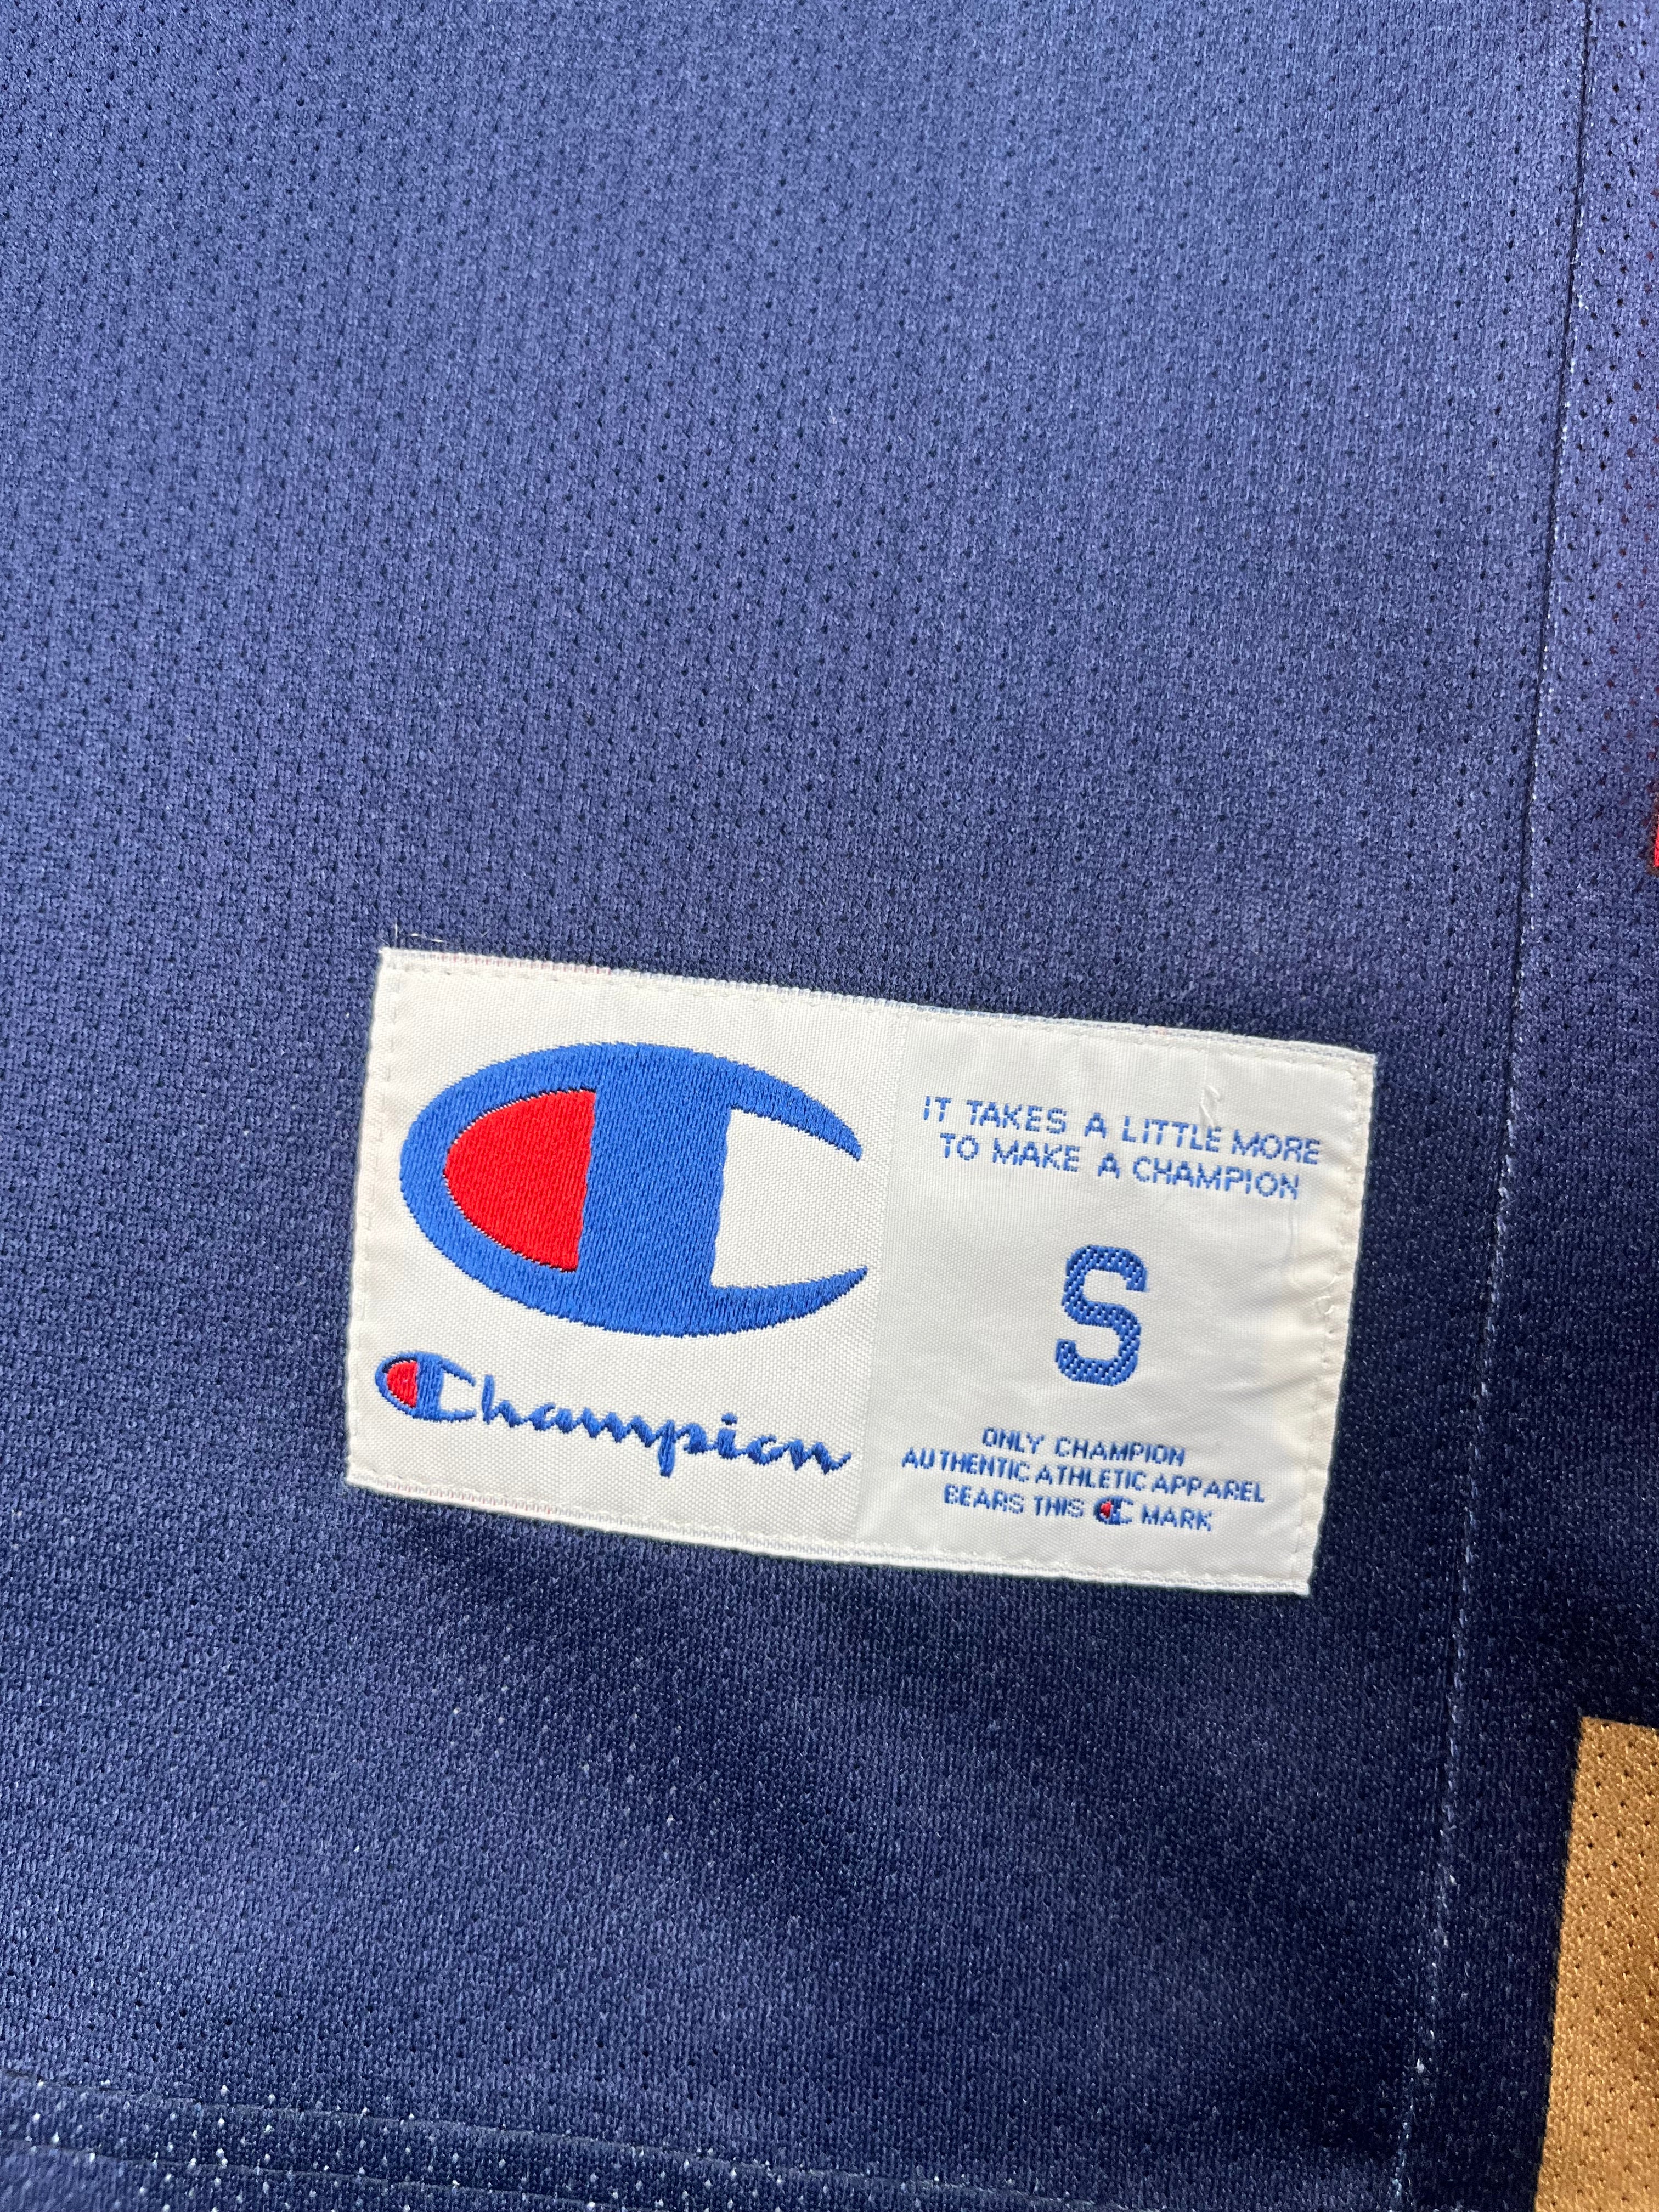 Champion
IT TAKES A LITTLE MORE
TO MAKE A CHAMPION
S
ONLY CHAMPION
AUTHENTIC ATHLETIC APPAREL
BEARS THIS C MARK